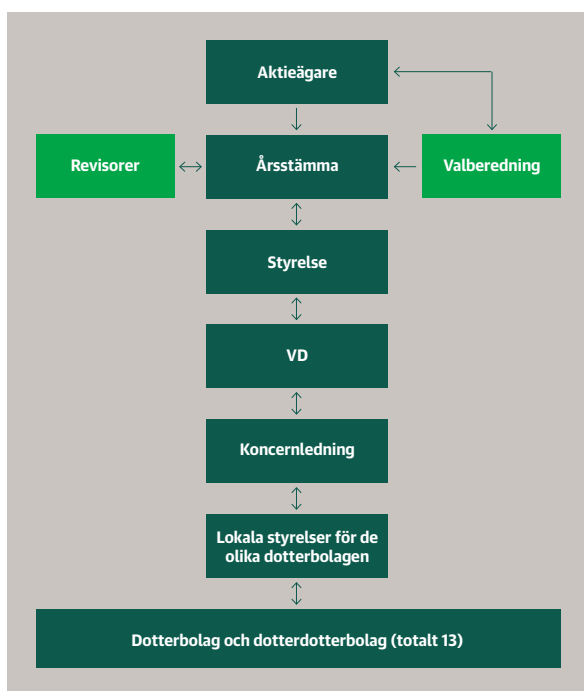 Aktieägare
Revisorer
Årsstämma
Valberedning
Styrelse
VD
Koncernledning
Lokala styrelser för de
olika dotterbolagen
Dotterbolag och dotterdotterbolag (totalt 13)